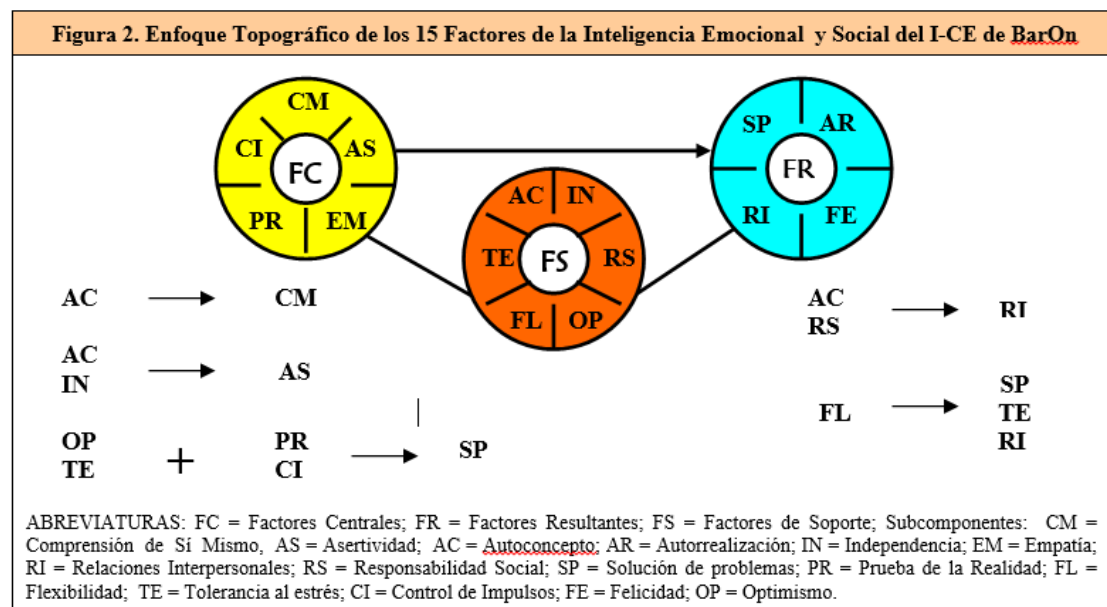 Figura 2. Enfoque Topográfico de los 15 Factores de la Inteligencia Emocional y Social del I-CE de BarOn
CM
CI
AS
FC
PR
EM
SP
AR
FR
RI
FE
AC
IN
TE
FS
RS
FL
OP
AC
CM
AC
IN
AS
OP
TE
+
PR
CI
SP
AC
RS
RI
FL
SP
TE
RI
ABREVIATURAS: FC = Factores Centrales; FR = Factores Resultantes; FS = Factores de Soporte; Subcomponentes: CM =
Comprensión de Sí Mismo, AS = Asertividad; AC = Autoconcepto; AR = Autorrealización; IN = Independencia; EM = Empatía;
RI = Relaciones Interpersonales; RS = Responsabilidad Social; SP = Solución de problemas; PR = Prueba de la Realidad; FL =
Flexibilidad; TE = Tolerancia al estrés; CI = Control de Impulsos; FE = Felicidad; OP = Optimismo.